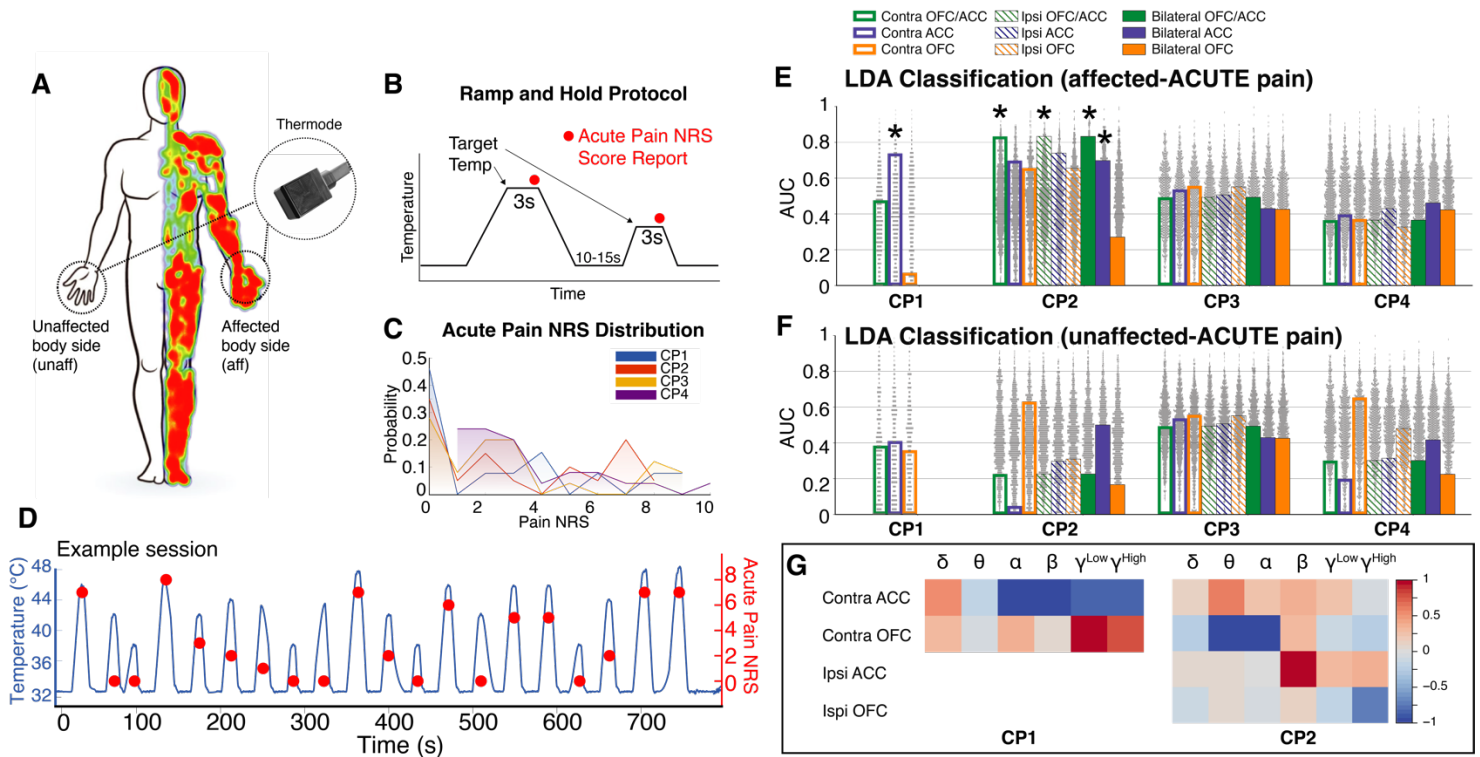 Contra OFC/ACC Ipsi OFC/ACC Bilateral OFC/ACC
Contra ACC Ipsi ACC Bilateral ACC
Contra OFC Ipsi OFC Bilateral OFC
A
Thermode
Unaffected
body side
(unaff)
Affected
body side
(aff)
B
Ramp and Hold Protocol
Target
Temp
Acute Pain NRS
Score Report
3s
3s
10-15s
Temperature
Time
C
Acute Pain NRS Distribution
CP1
CP2
CP3
CP4
0.5
0.4
0.3
0.2
0.1
0
Probability
0 2 4 6 8 10
Pain NRS
D
Example session
48
44
40
36
32
Temperature (°C)
8
6
4
2
0
Acute Pain NRS
0 100 200 300 400 500 600 700
Time (s)
E LDA Classification (affected-ACUTE pain)
1
0.8
0.6
0.4
0.2
0
AUC
* * * * *
CP1 CP2 CP3 CP4
F LDA Classification (unaffected-ACUTE pain)
1
0.8
0.6
0.4
0.2
0
AUC
CP1 CP2 CP3 CP4
G
δ θ α β γLow γHigh δ θ α β γLow γHigh
Contra ACC
Contra OFC
Ipsi ACC
Ispi OFC
1
0.5
0
−0.5
−1
CP1 CP2